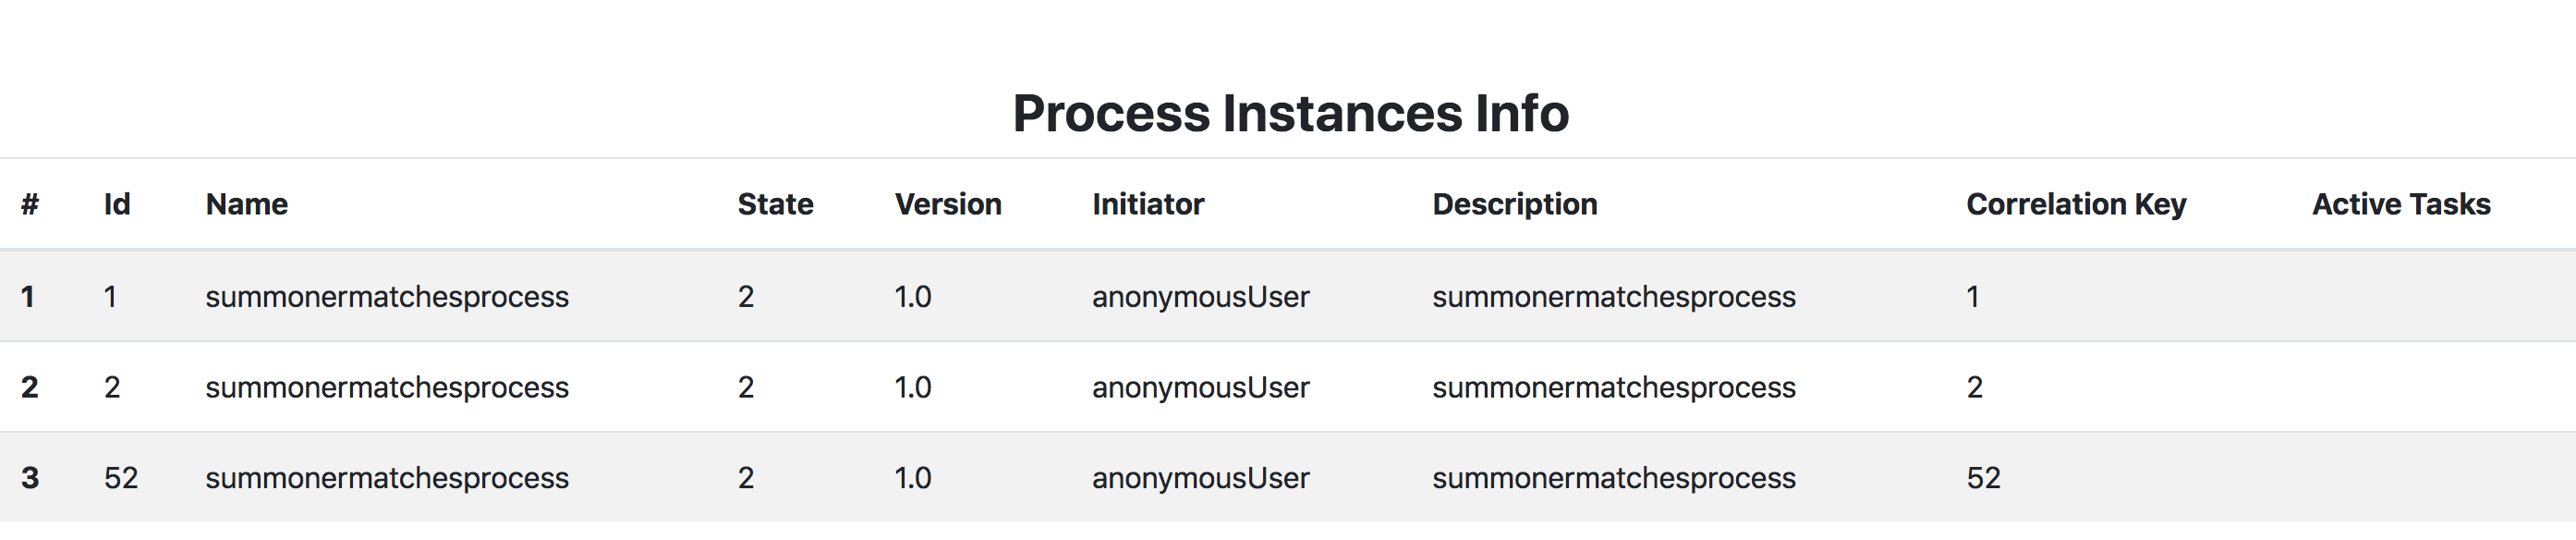 Process Instances Info
# Id Name State Version Initiator Description Correlation Key Active Tasks
1 1 summonermatchesprocess 2 1.0 anonymousUser summonermatchesprocess 1
2 2 summonermatchesprocess 2 1.0 anonymousUser summonermatchesprocess 2
3 52 summonermatchesprocess 2 1.0 anonymousUser summonermatchesprocess 52